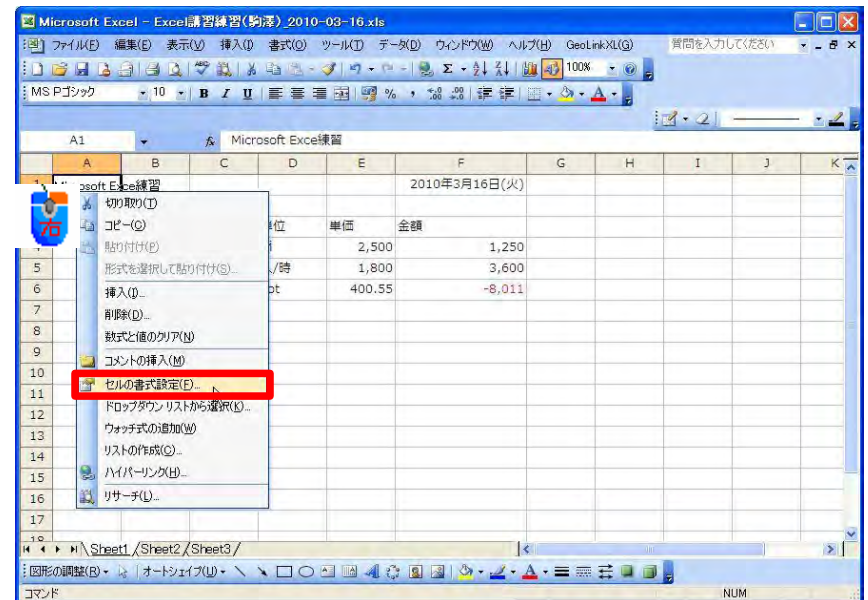 Microsoft Excel - Excel講習練習(駒澤)_2010-03-16.xls
ファイル(F) 編集(E) 表示(V) 挿入(I) 書式(O) ツール(T) データ(D) ウィンドウ(W) ヘルプ(H) GeoLinkXL(G) 質問を入力してください
100%
MS Pゴシック 10 B I U
A1 fx Microsoft Exce練習
A B C D E F G H I J K
Microsoft Exce練習 2010年3月16日(火)
右
切り取り(T)
コピー(C) 単価 金額
貼り付け(P) 2,500 1,250
5 形式を選択して貼り付け(S)... /時 1,800 3,600
6 挿入(I)... 400.55 -8,011
7 削除(D)...
8 数式と値のクリア(N)
9 コメントの挿入(M)
10 セルの書式設定(F)...
11 ドロップダウン リストから選択(K)...
12 ウォッチ式の追加(W)
13 リストの作成(C)...
14
15 ハイパーリンク(H)...
16 リサーチ(L)...
17
18
Sheet1 Sheet2 Sheet3
図形の調整(R) オートシェイプ(U)
コマンド NUM